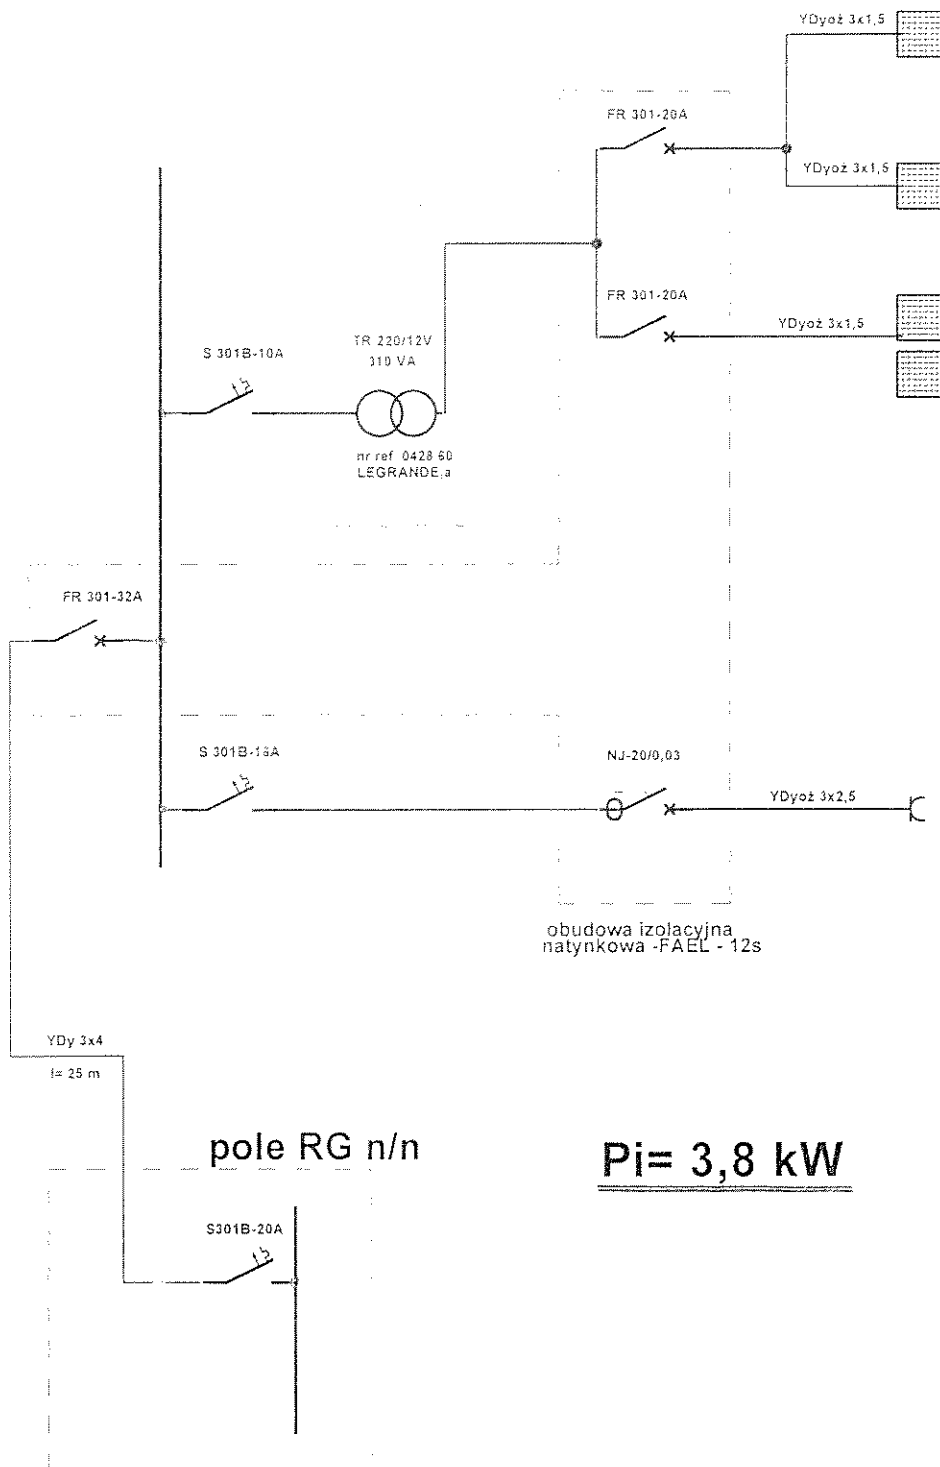 YDyoż 3x1,5
FR 301-20A
YDyoż 3x1,5
FR 301-20A
YDyoż 3x1,5
TR 220/12V
310 VA
S 301B-10A
nr ref 0428 60
LEGRANDE,a
FR 301-32A
S 301B-16A
NJ-20/0,03
YDyoż 3x2,5
obudowa izolacyjna
natynkowa -FAEL - 12s
YDy 3x4
l= 25 m
pole RG n/n
Pi= 3,8 kW
S301B-20A